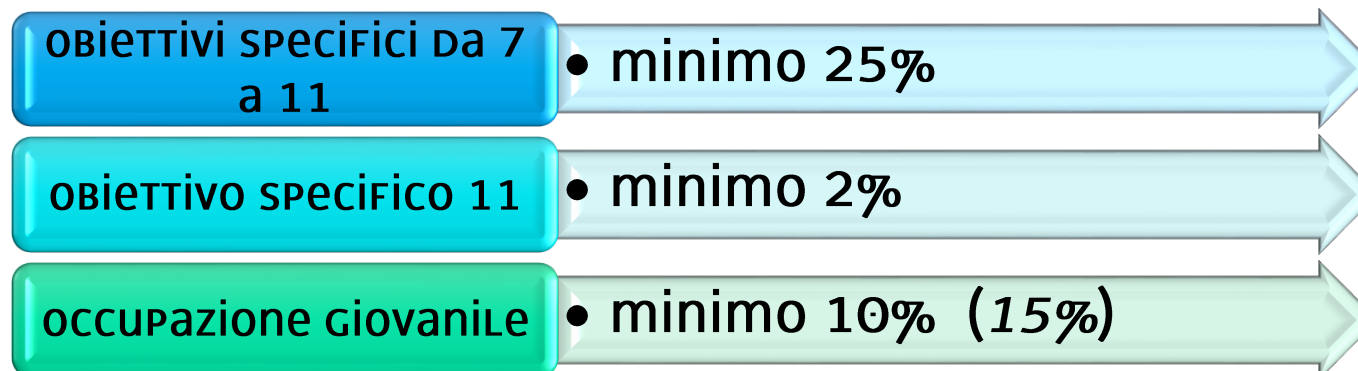 OBiETTiVi SPECiFiCi Da 7
a 11
• minimo 25%
OBiETTiVO SPECiFiCO 11
• minimo 2%
OCCUPaZiONE GiOVaNiLE
• minimo 10% (15%)